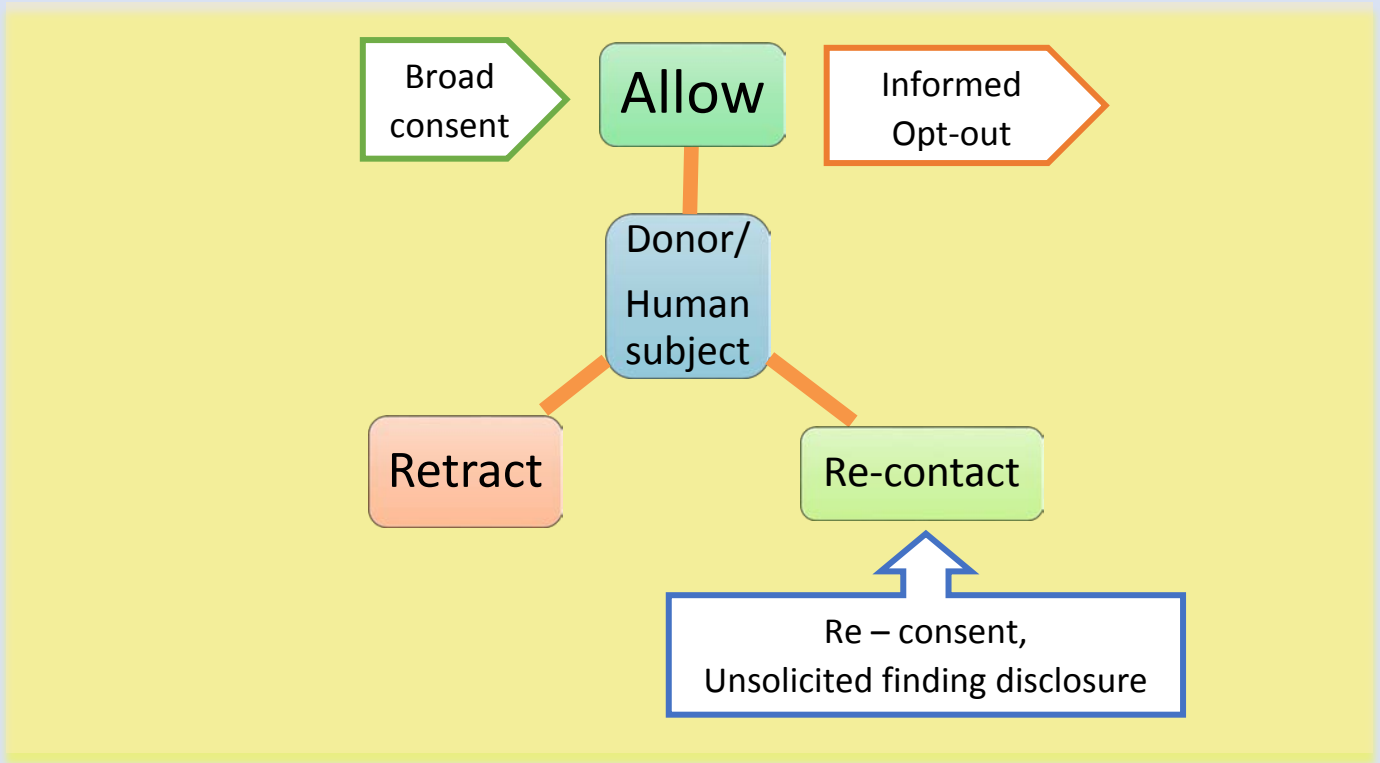 Broad
consent
Allow
Informed
Opt-out
Donor/
Human
subject
Retract
Re-contact
Re – consent,
Unsolicited finding disclosure